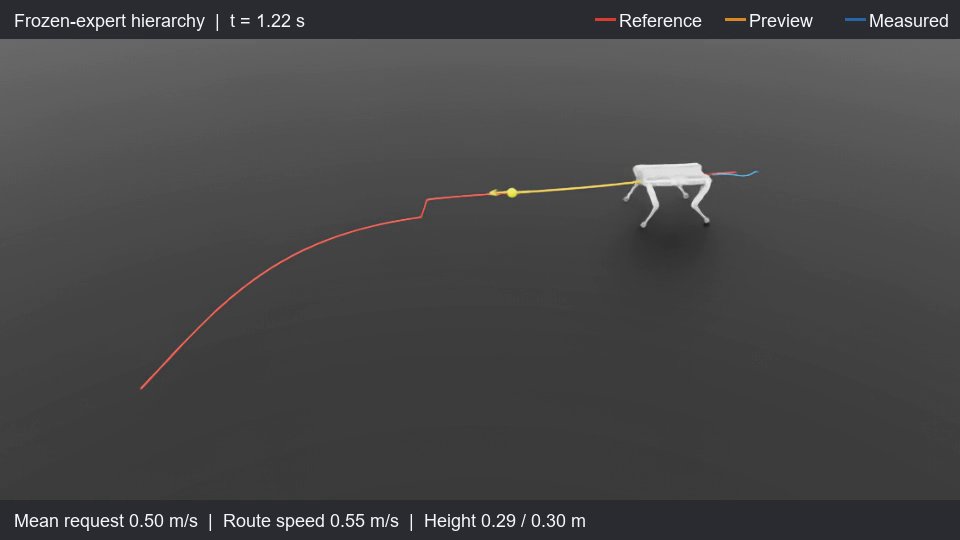 Frozen-expert hierarchy | t = 1.22 s
Reference Preview Measured
Mean request 0.50 m/s | Route speed 0.55 m/s | Height 0.29 / 0.30 m